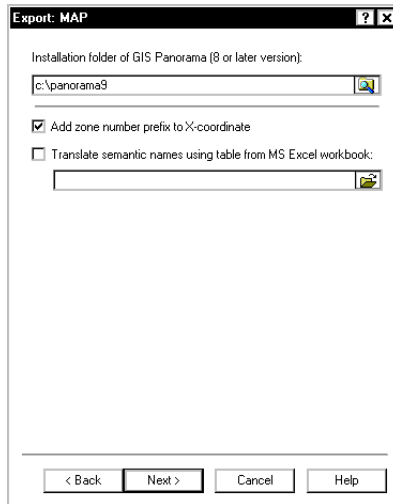 Export: MAP
Installation folder of GIS Panorama (8 or later version):
c:\panorama9
Add zone number prefix to X-coordinate
Translate semantic names using table from MS Excel workbook:
< Back Next > Cancel Help